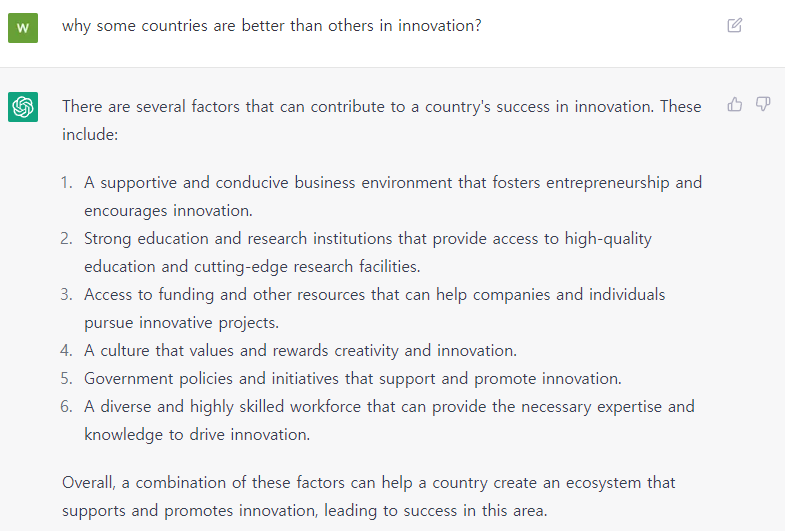 W
why some countries are better than others in innovation?
There are several factors that can contribute to a country's success in innovation. These
include:
1. A supportive and conducive business environment that fosters entrepreneurship and
encourages innovation.
2. Strong education and research institutions that provide access to high-quality
education and cutting-edge research facilities.
3. Access to funding and other resources that can help companies and individuals
pursue innovative projects.
4. A culture that values and rewards creativity and innovation.
5. Government policies and initiatives that support and promote innovation.
6. A diverse and highly skilled workforce that can provide the necessary expertise and
knowledge to drive innovation.
Overall, a combination of these factors can help a country create an ecosystem that
supports and promotes innovation, leading to success in this area.